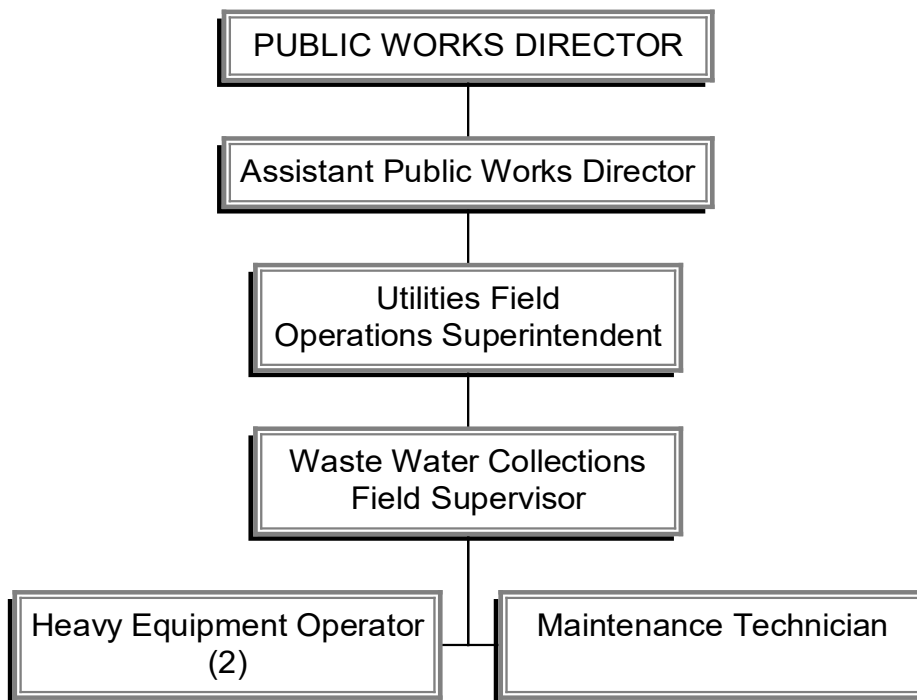 PUBLIC WORKS DIRECTOR
Assistant Public Works Director
Utilities Field
Operations Superintendent
Waste Water Collections
Field Supervisor
Heavy Equipment Operator
(2)
Maintenance Technician